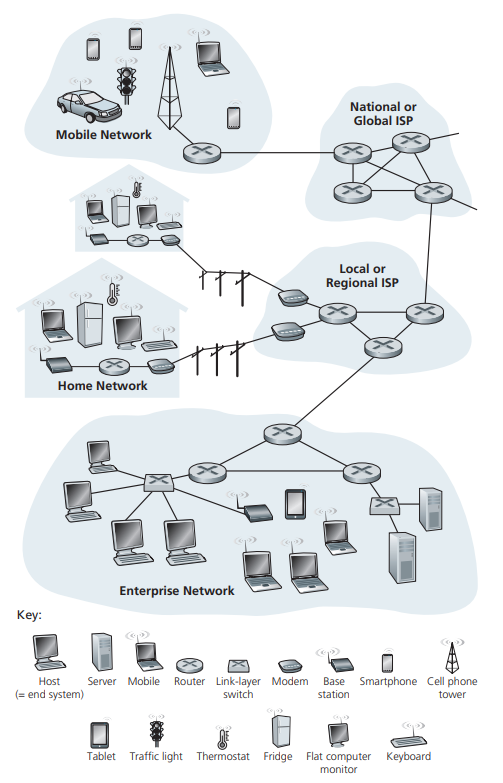 National or
Global ISP
Mobile Network
Local or
Regional ISP
Home Network
Enterprise Network
Key:
Host
(= end system)
Server
Mobile
Router
Link-layer
switch
Modem
Base
station
Smartphone
Cell phone
tower
Tablet
Traffic light
Thermostat
Fridge
Flat computer
monitor
Keyboard